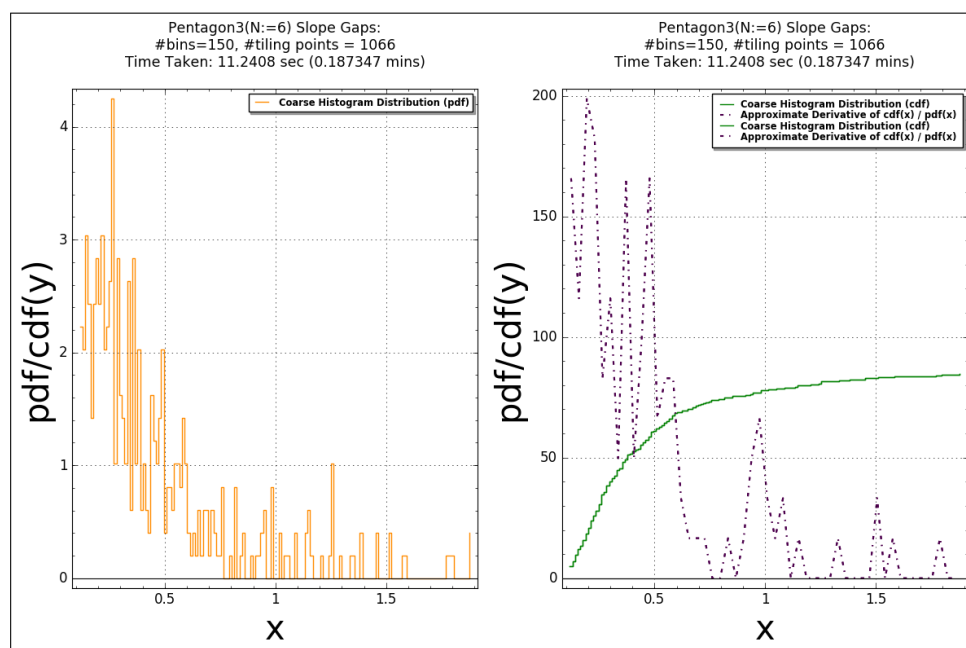 Pentagon3(N:=6) Slope Gaps:
#bins=150, #tiling points = 1066
Time Taken: 11.2408 sec (0.187347 mins)
Coarse Histogram Distribution (pdf)
pdf/cdf(y)
4
3
2
1
0
0.5
1
1.5
x
Pentagon3(N:=6) Slope Gaps:
#bins=150, #tiling points = 1066
Time Taken: 11.2408 sec (0.187347 mins)
Coarse Histogram Distribution (cdf)
Approximate Derivative of cdf(x) / pdf(x)
Coarse Histogram Distribution (cdf)
Approximate Derivative of cdf(x) / pdf(x)
pdf/cdf(y)
200
150
100
50
0
0.5
1
1.5
x